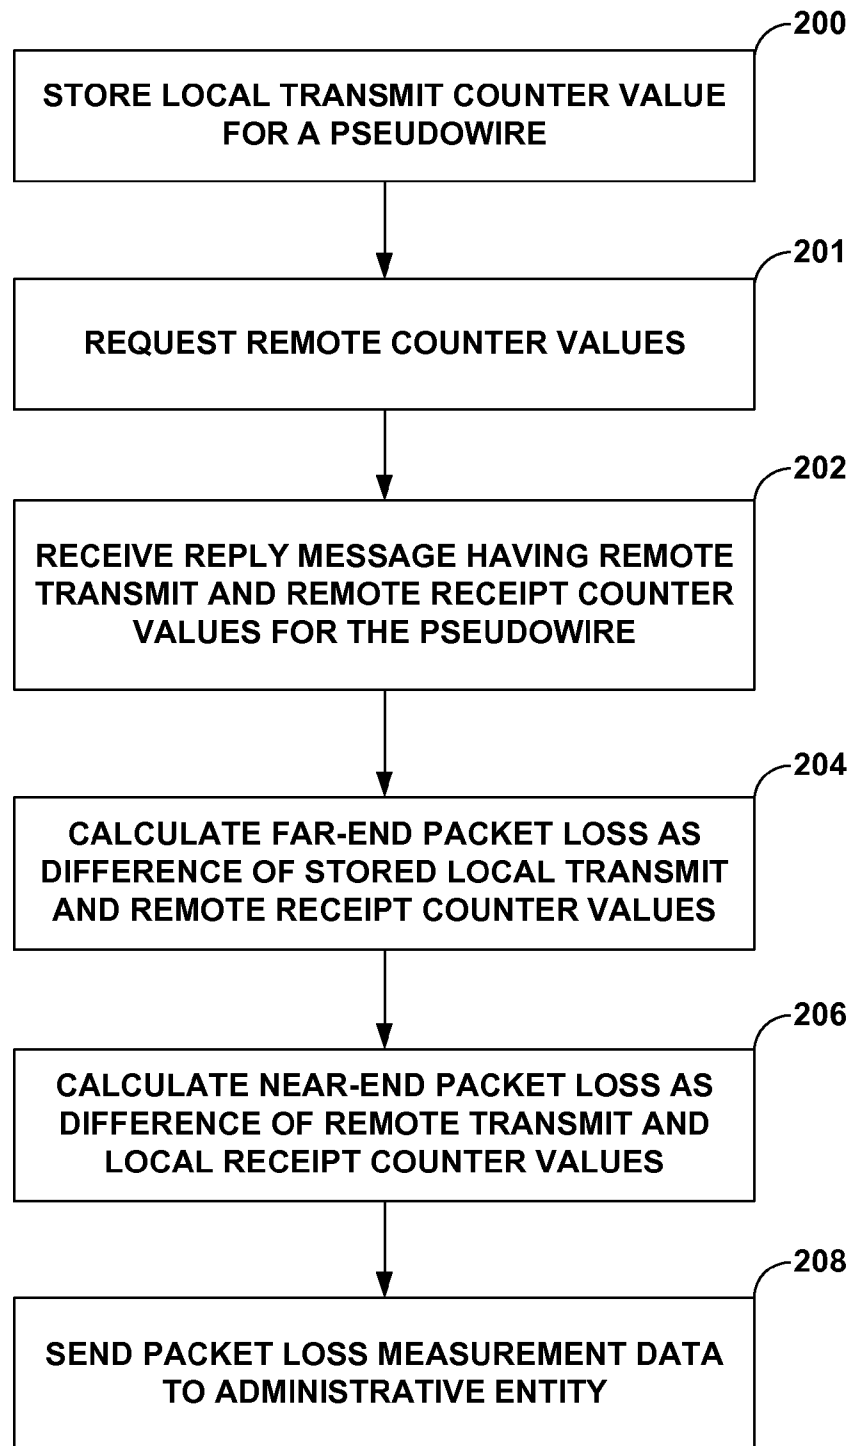 200
STORE LOCAL TRANSMIT COUNTER VALUE
FOR A PSEUDOWIRE
201
REQUEST REMOTE COUNTER VALUES
202
RECEIVE REPLY MESSAGE HAVING REMOTE
TRANSMIT AND REMOTE RECEIPT COUNTER
VALUES FOR THE PSEUDOWIRE
204
CALCULATE FAR-END PACKET LOSS AS
DIFFERENCE OF STORED LOCAL TRANSMIT
AND REMOTE RECEIPT COUNTER VALUES
206
CALCULATE NEAR-END PACKET LOSS AS
DIFFERENCE OF REMOTE TRANSMIT AND
LOCAL RECEIPT COUNTER VALUES
208
SEND PACKET LOSS MEASUREMENT DATA
TO ADMINISTRATIVE ENTITY